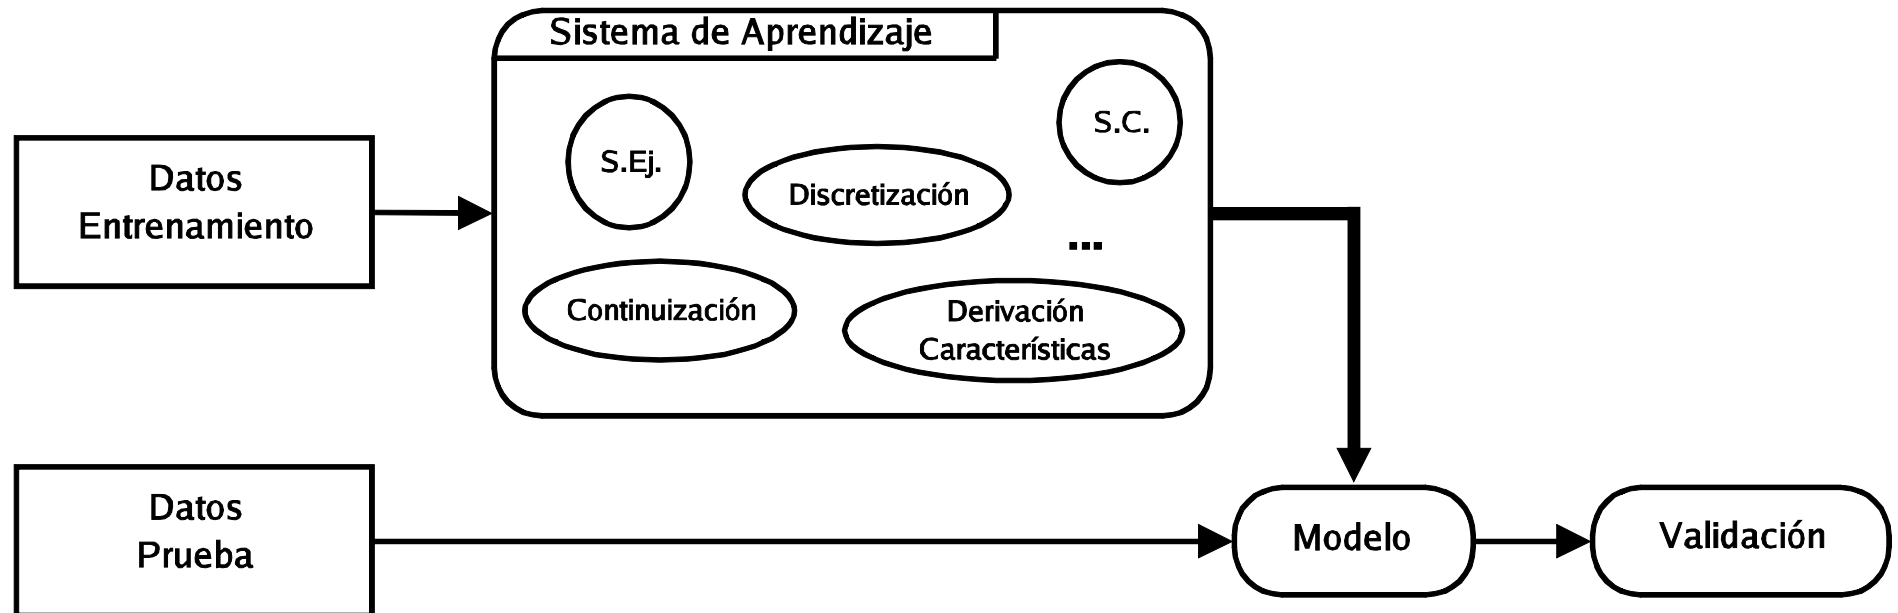 Sistema de Aprendizaje
S.C.
S.Ej.
Discretización
Datos
Entrenamiento
...
Continuización
Derivación
Características
Datos
Prueba
Modelo
Validación